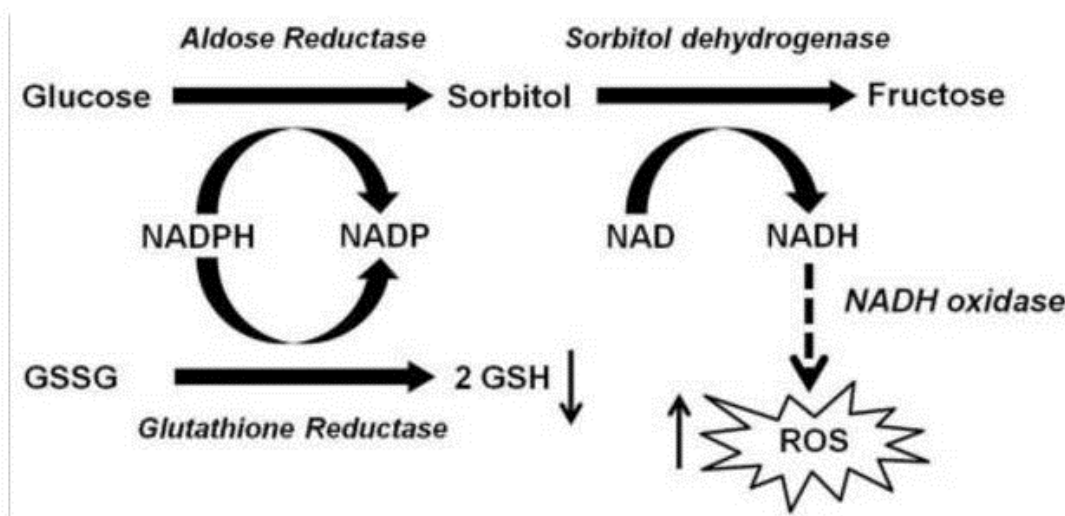 Aldose Reductase Sorbitol dehydrogenase
Glucose Sorbitol Fructose
NADPH NADP NAD NADH
NADH oxidase
GSSG 2 GSH
Glutathione Reductase ROS